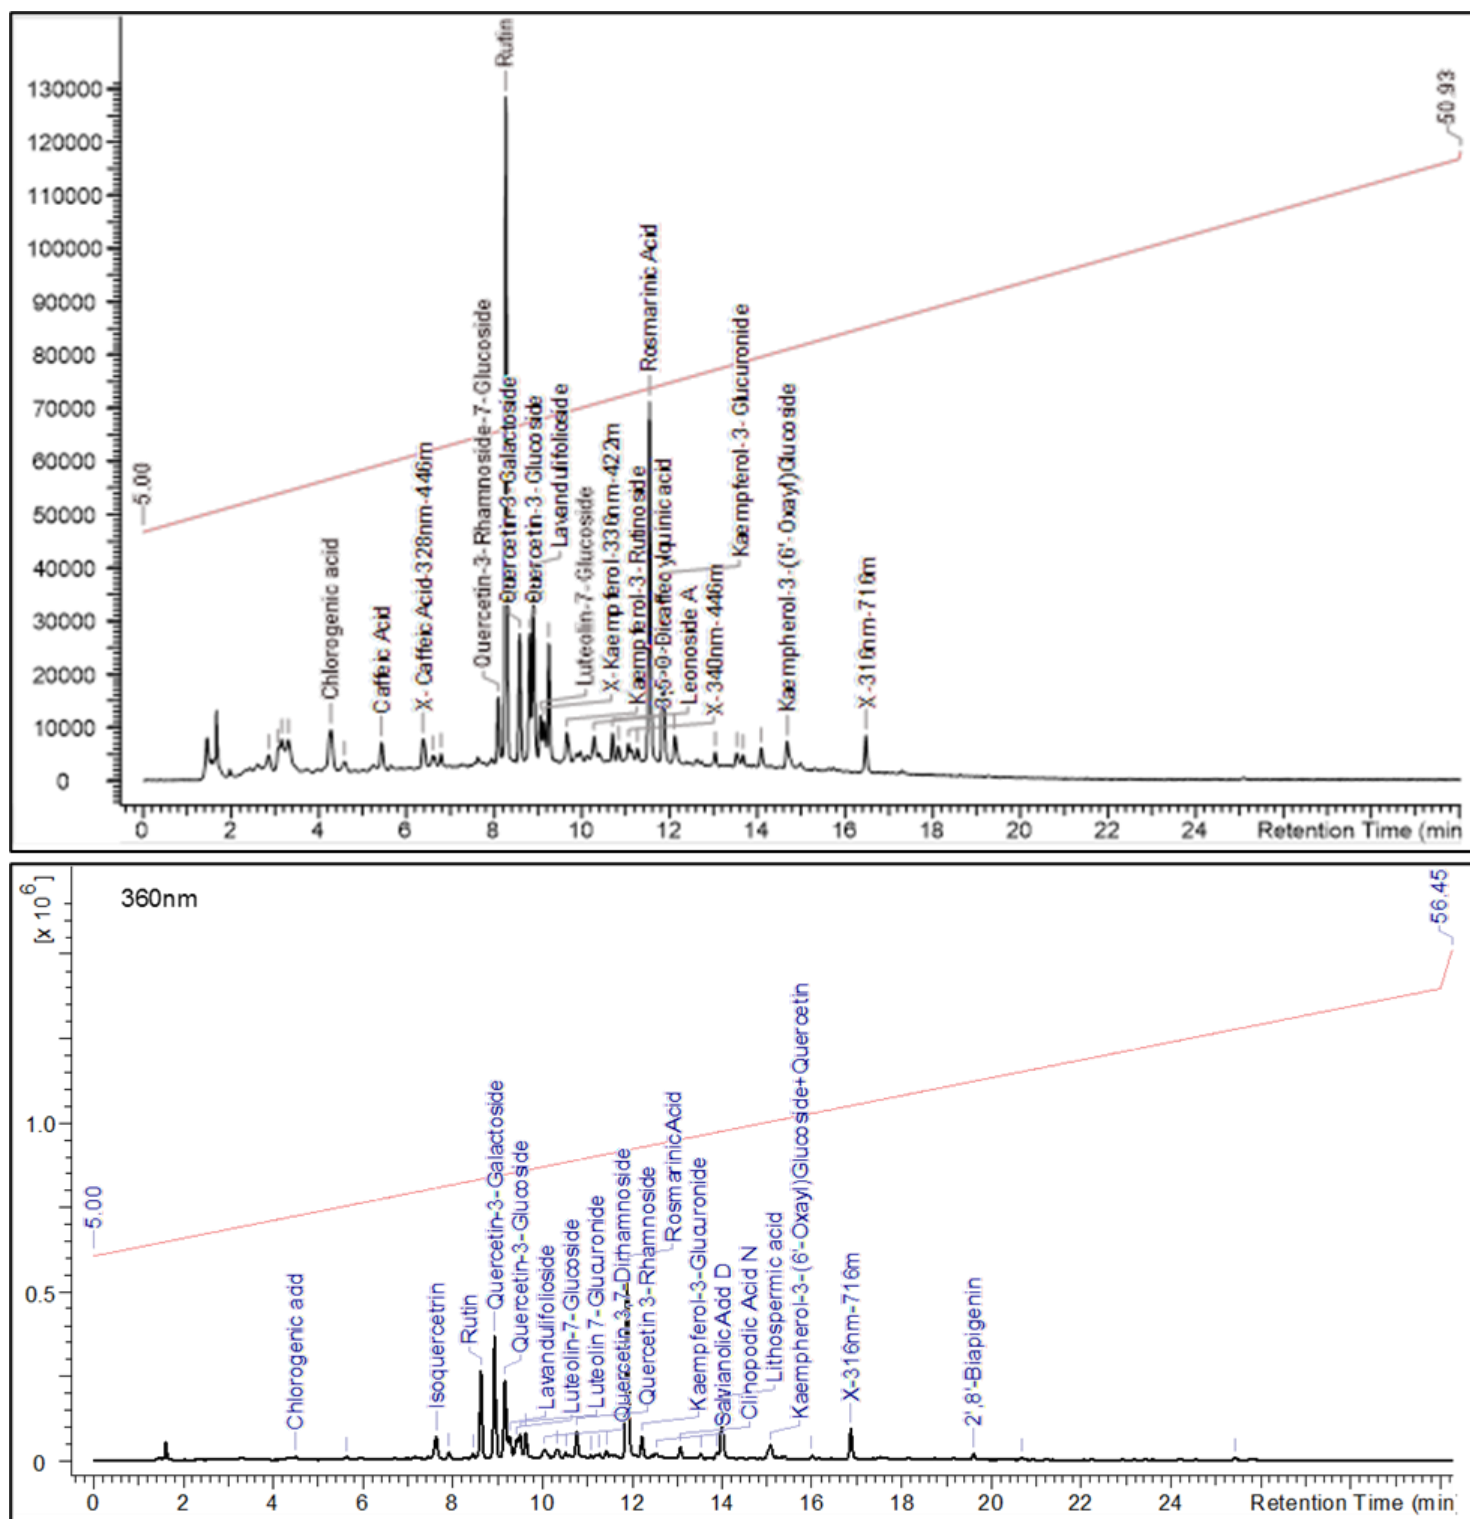 130000
120000
110000
100000
90000
80000
70000
60000
50000
40000
30000
20000
10000
0
5.00
50.93
Chlorogenic acid
Caffeic Acid
X-Caffeic Acid-328nm-446m
Quercetin-3-Rhamnoside-7-Glucoside
Rutin
Quercetin-3-Galactoside
Quercetin-3-Glucoside
Lavandulifolioside
Luteolin-7-Glucoside
X-Kaempferol-336nm-422m
Kaempferol-3-Rutinoside
Rosmarinic Acid
3,5-O-Dicaffeoylquinic acid
Leonoside A
X-340nm-446m
Kaempferol-3-Glucuronide
Kaempherol-3-(6'-Oxayl)Glucoside
X-316nm-716m
0 2 4 6 8 10 12 14 16 18 20 22 24 Retention Time (min
[x 10^6]
360nm
1.0
0.5
0
5.00
56.45
Chlorogenic add
Isoquercetrin
Rutin
Quercetin-3-Galactoside
Quercetin-3-Glucoside
Lavandulifolioside
Luteolin-7-Glucoside
Luteolin 7-Glucuronide
Quercetin-3,7-Dirhamnoside
Quercetin 3-Rhamnoside
Rosmarinic Acid
Kaempferol-3-Glucuronide
Salvianolic Add D
Clinopodic Acid N
Lithospermic acid
Kaempherol-3-(6'-Oxayl)Glucoside+Quercetin
X-316nm-716m
2',8'-Biapigenin
0 2 4 6 8 10 12 14 16 18 20 22 24 Retention Time (min